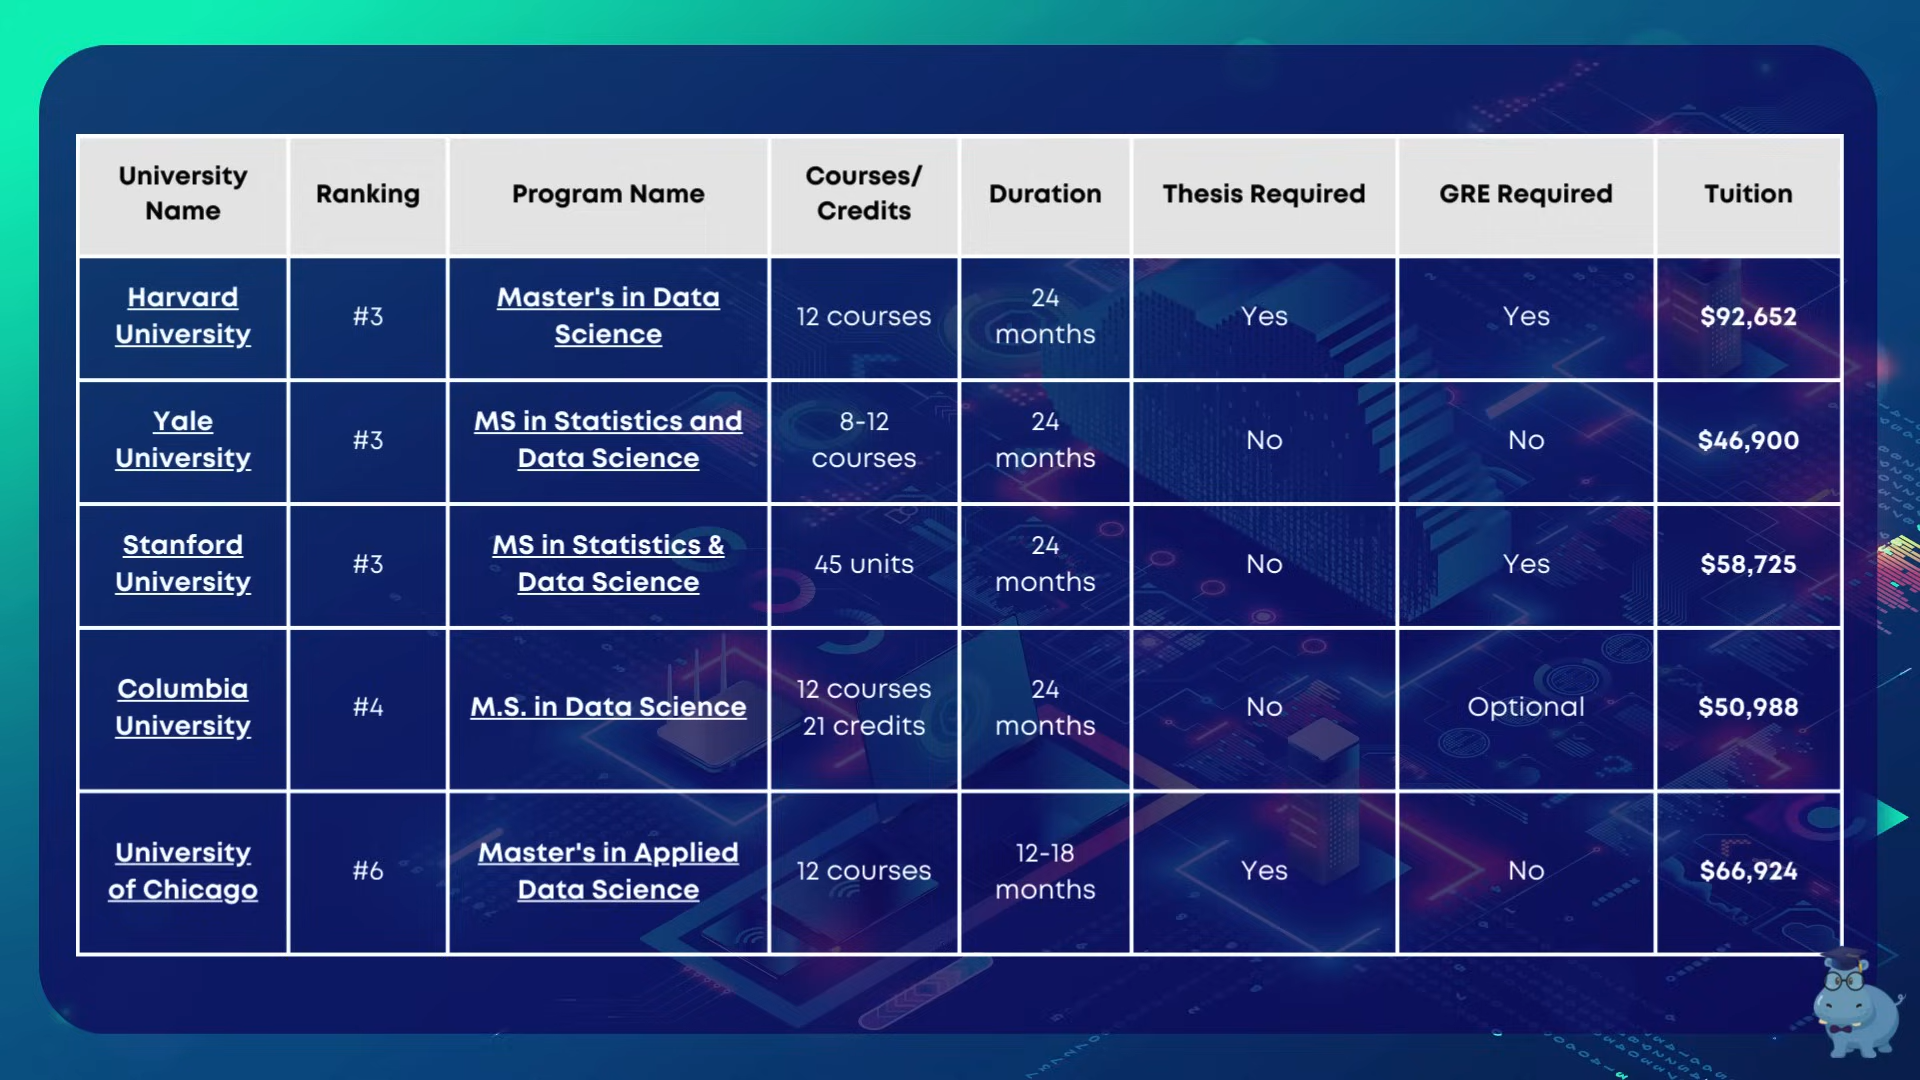 University
Name
Ranking
Program Name
Courses/
Credits
Duration
Thesis Required
GRE Required
Tuition
Harvard
University
#3
Master's in Data
Science
12 courses
24
months
Yes
Yes
$92,652
Yale
University
#3
MS in Statistics and
Data Science
8-12
courses
24
months
No
No
$46,900
Stanford
University
#3
MS in Statistics &
Data Science
45 units
24
months
No
Yes
$58,725
Columbia
University
#4
M.S. in Data Science
12 courses
21 credits
24
months
No
Optional
$50,988
University
of Chicago
#6
Master's in Applied
Data Science
12 courses
12-18
months
Yes
No
$66,924